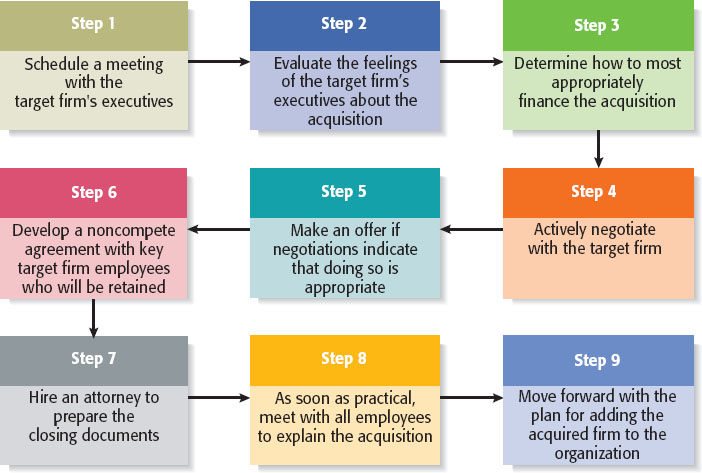 Step 1
Schedule a meeting
with the
target firm's executives
Step 2
Evaluate the feelings
of the target firm's
executives about the
acquisition
Step 3
Determine how to most
appropriately
finance the acquisition
Step 4
Actively negotiate
with the target firm
Step 5
Make an offer if
negotiations indicate
that doing so is
appropriate
Step 6
Develop a noncompete
agreement with key
target firm employees
who will be retained
Step 7
Hire an attorney to
prepare the
closing documents
Step 8
As soon as practical,
meet with all employees
to explain the acquisition
Step 9
Move forward with the
plan for adding the
acquired firm to the
organization